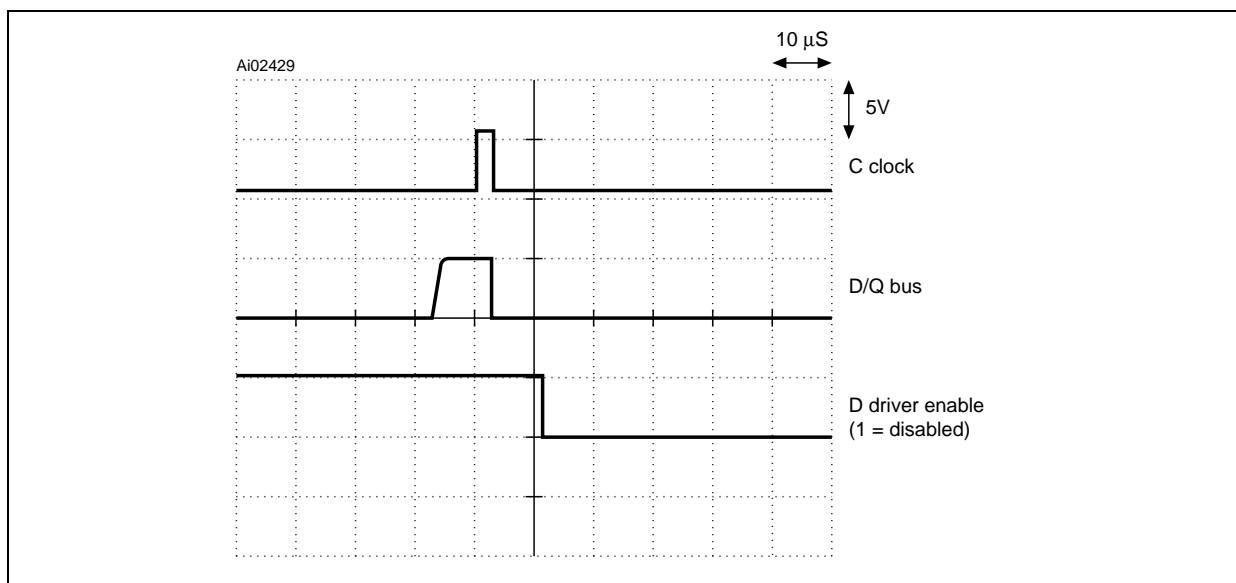 10 μS
Ai02429
5V
C clock
D/Q bus
D driver enable
(1 = disabled)